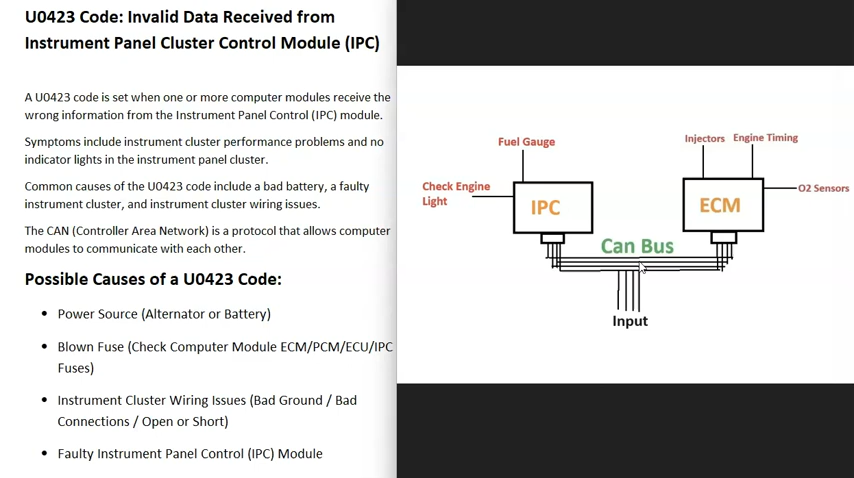 U0423 Code: Invalid Data Received from
Instrument Panel Cluster Control Module (IPC)
A U0423 code is set when one or more computer modules receive the
wrong information from the Instrument Panel Control (IPC) module.
Symptoms include instrument cluster performance problems and no
indicator lights in the instrument panel cluster.
Common causes of the U0423 code include a bad battery, a faulty
instrument cluster, and instrument cluster wiring issues.
The CAN (Controller Area Network) is a protocol that allows computer
modules to communicate with each other.
Possible Causes of a U0423 Code:
• Power Source (Alternator or Battery)
• Blown Fuse (Check Computer Module ECM/PCM/ECU/IPC
Fuses)
• Instrument Cluster Wiring Issues (Bad Ground / Bad
Connections / Open or Short)
• Faulty Instrument Panel Control (IPC) Module
Fuel Gauge
Check Engine
Light
IPC
Injectors
Engine Timing
O2 Sensors
ECM
Can Bus
Input